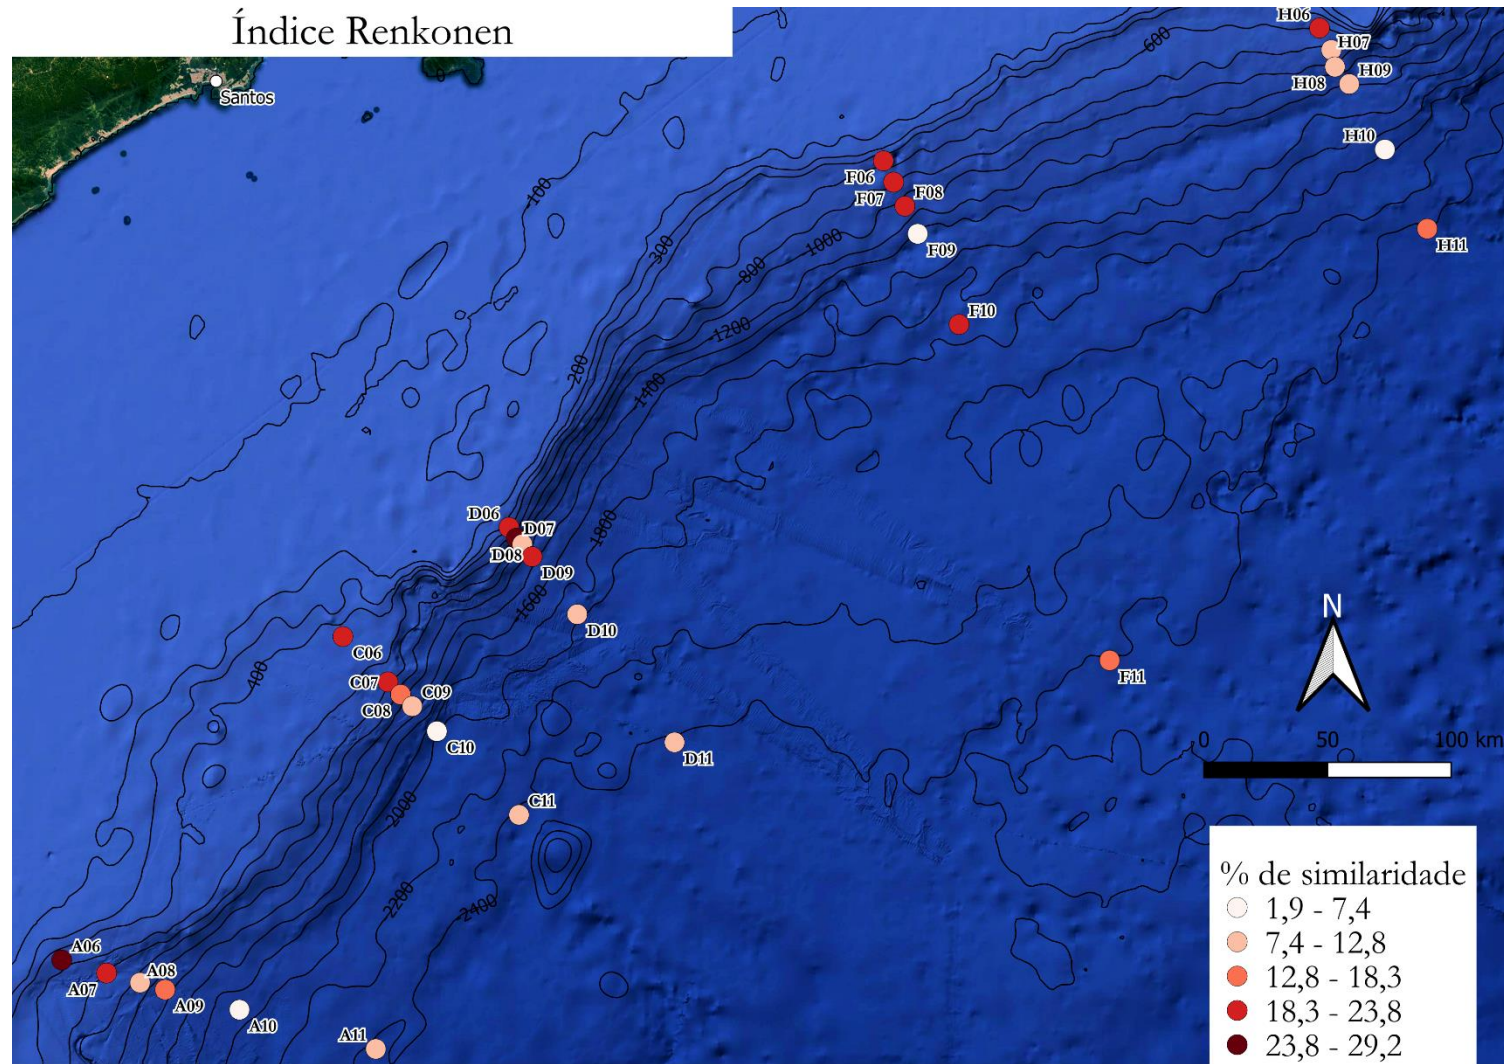 Índice Renkonen
Santos
0
-100
600
H06
H07
H08
H09
H10
H11
F06
F07
F08
F09
F10
F11
300
200
-800
-1000
-1200
1400
D06
D07
D08
D09
D10
D11
1800
-1600
C06
C07
C08
C09
C10
C11
400
-2000
2200
-2400
A06
A07
A08
A09
A10
A11
N
0 50 100 km
% de similaridade
1,9 - 7,4
7,4 - 12,8
12,8 - 18,3
18,3 - 23,8
23,8 - 29,2